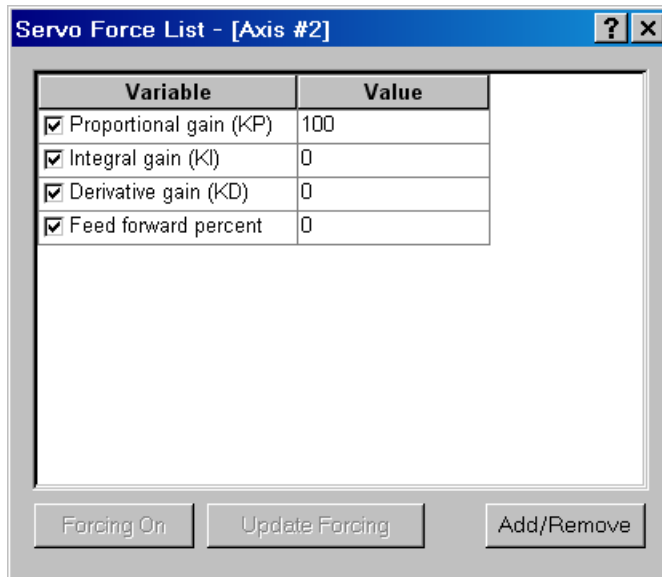 Servo Force List - [Axis #2]
Variable Value
Proportional gain (KP) 100
Integral gain (KI) 0
Derivative gain (KD) 0
Feed forward percent 0
Forcing On Update Forcing Add/Remove